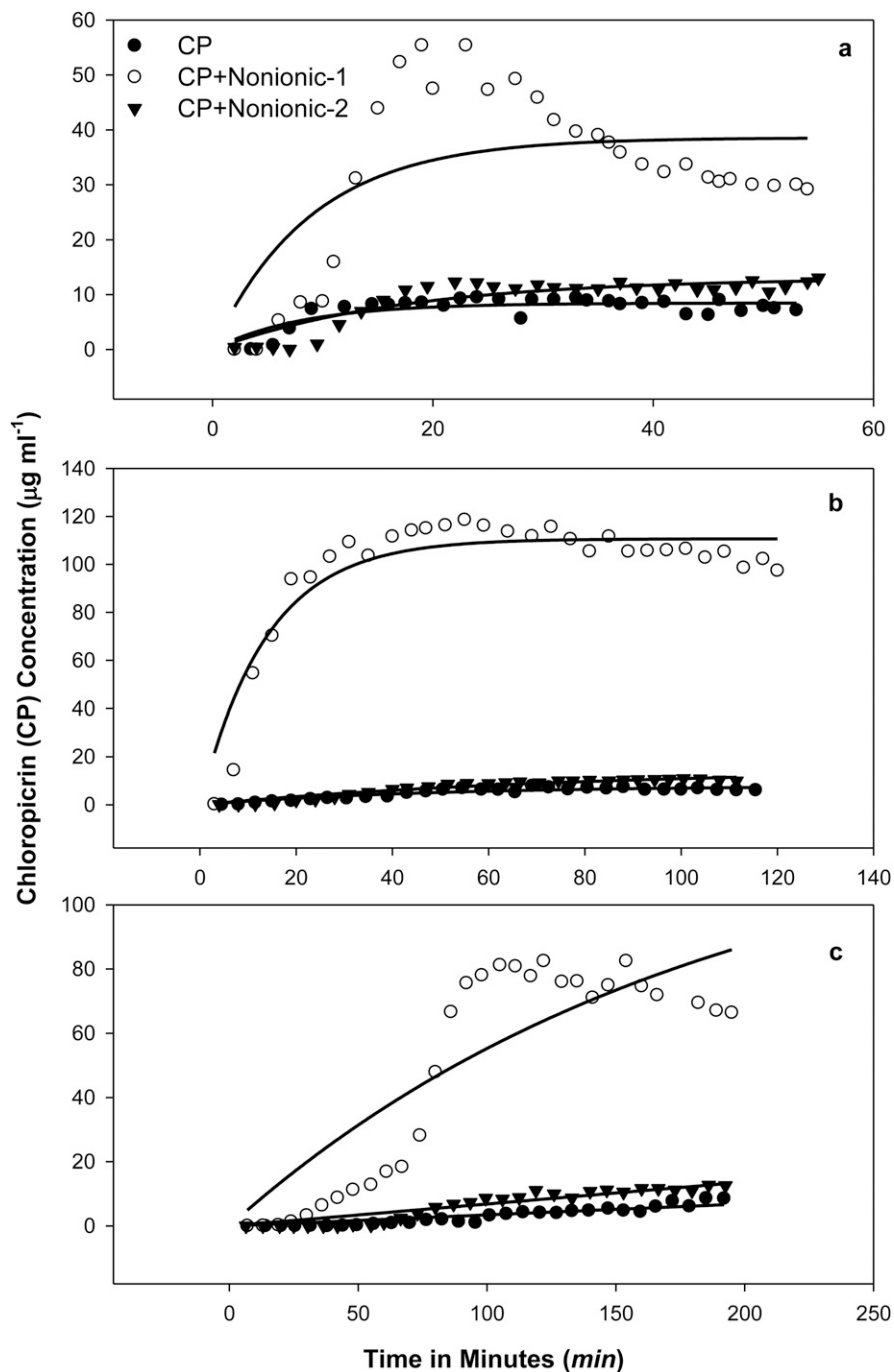 Chloropicrin (CP) Concentration (µg ml⁻¹)
CP
CP+Nonionic-1
CP+Nonionic-2
a
60
50
40
30
20
10
0
0 20 40 60
b
140
120
100
80
60
40
20
0
0 20 40 60 80 100 120 140
c
100
80
60
40
20
0
0 50 100 150 200 250
Time in Minutes (min)